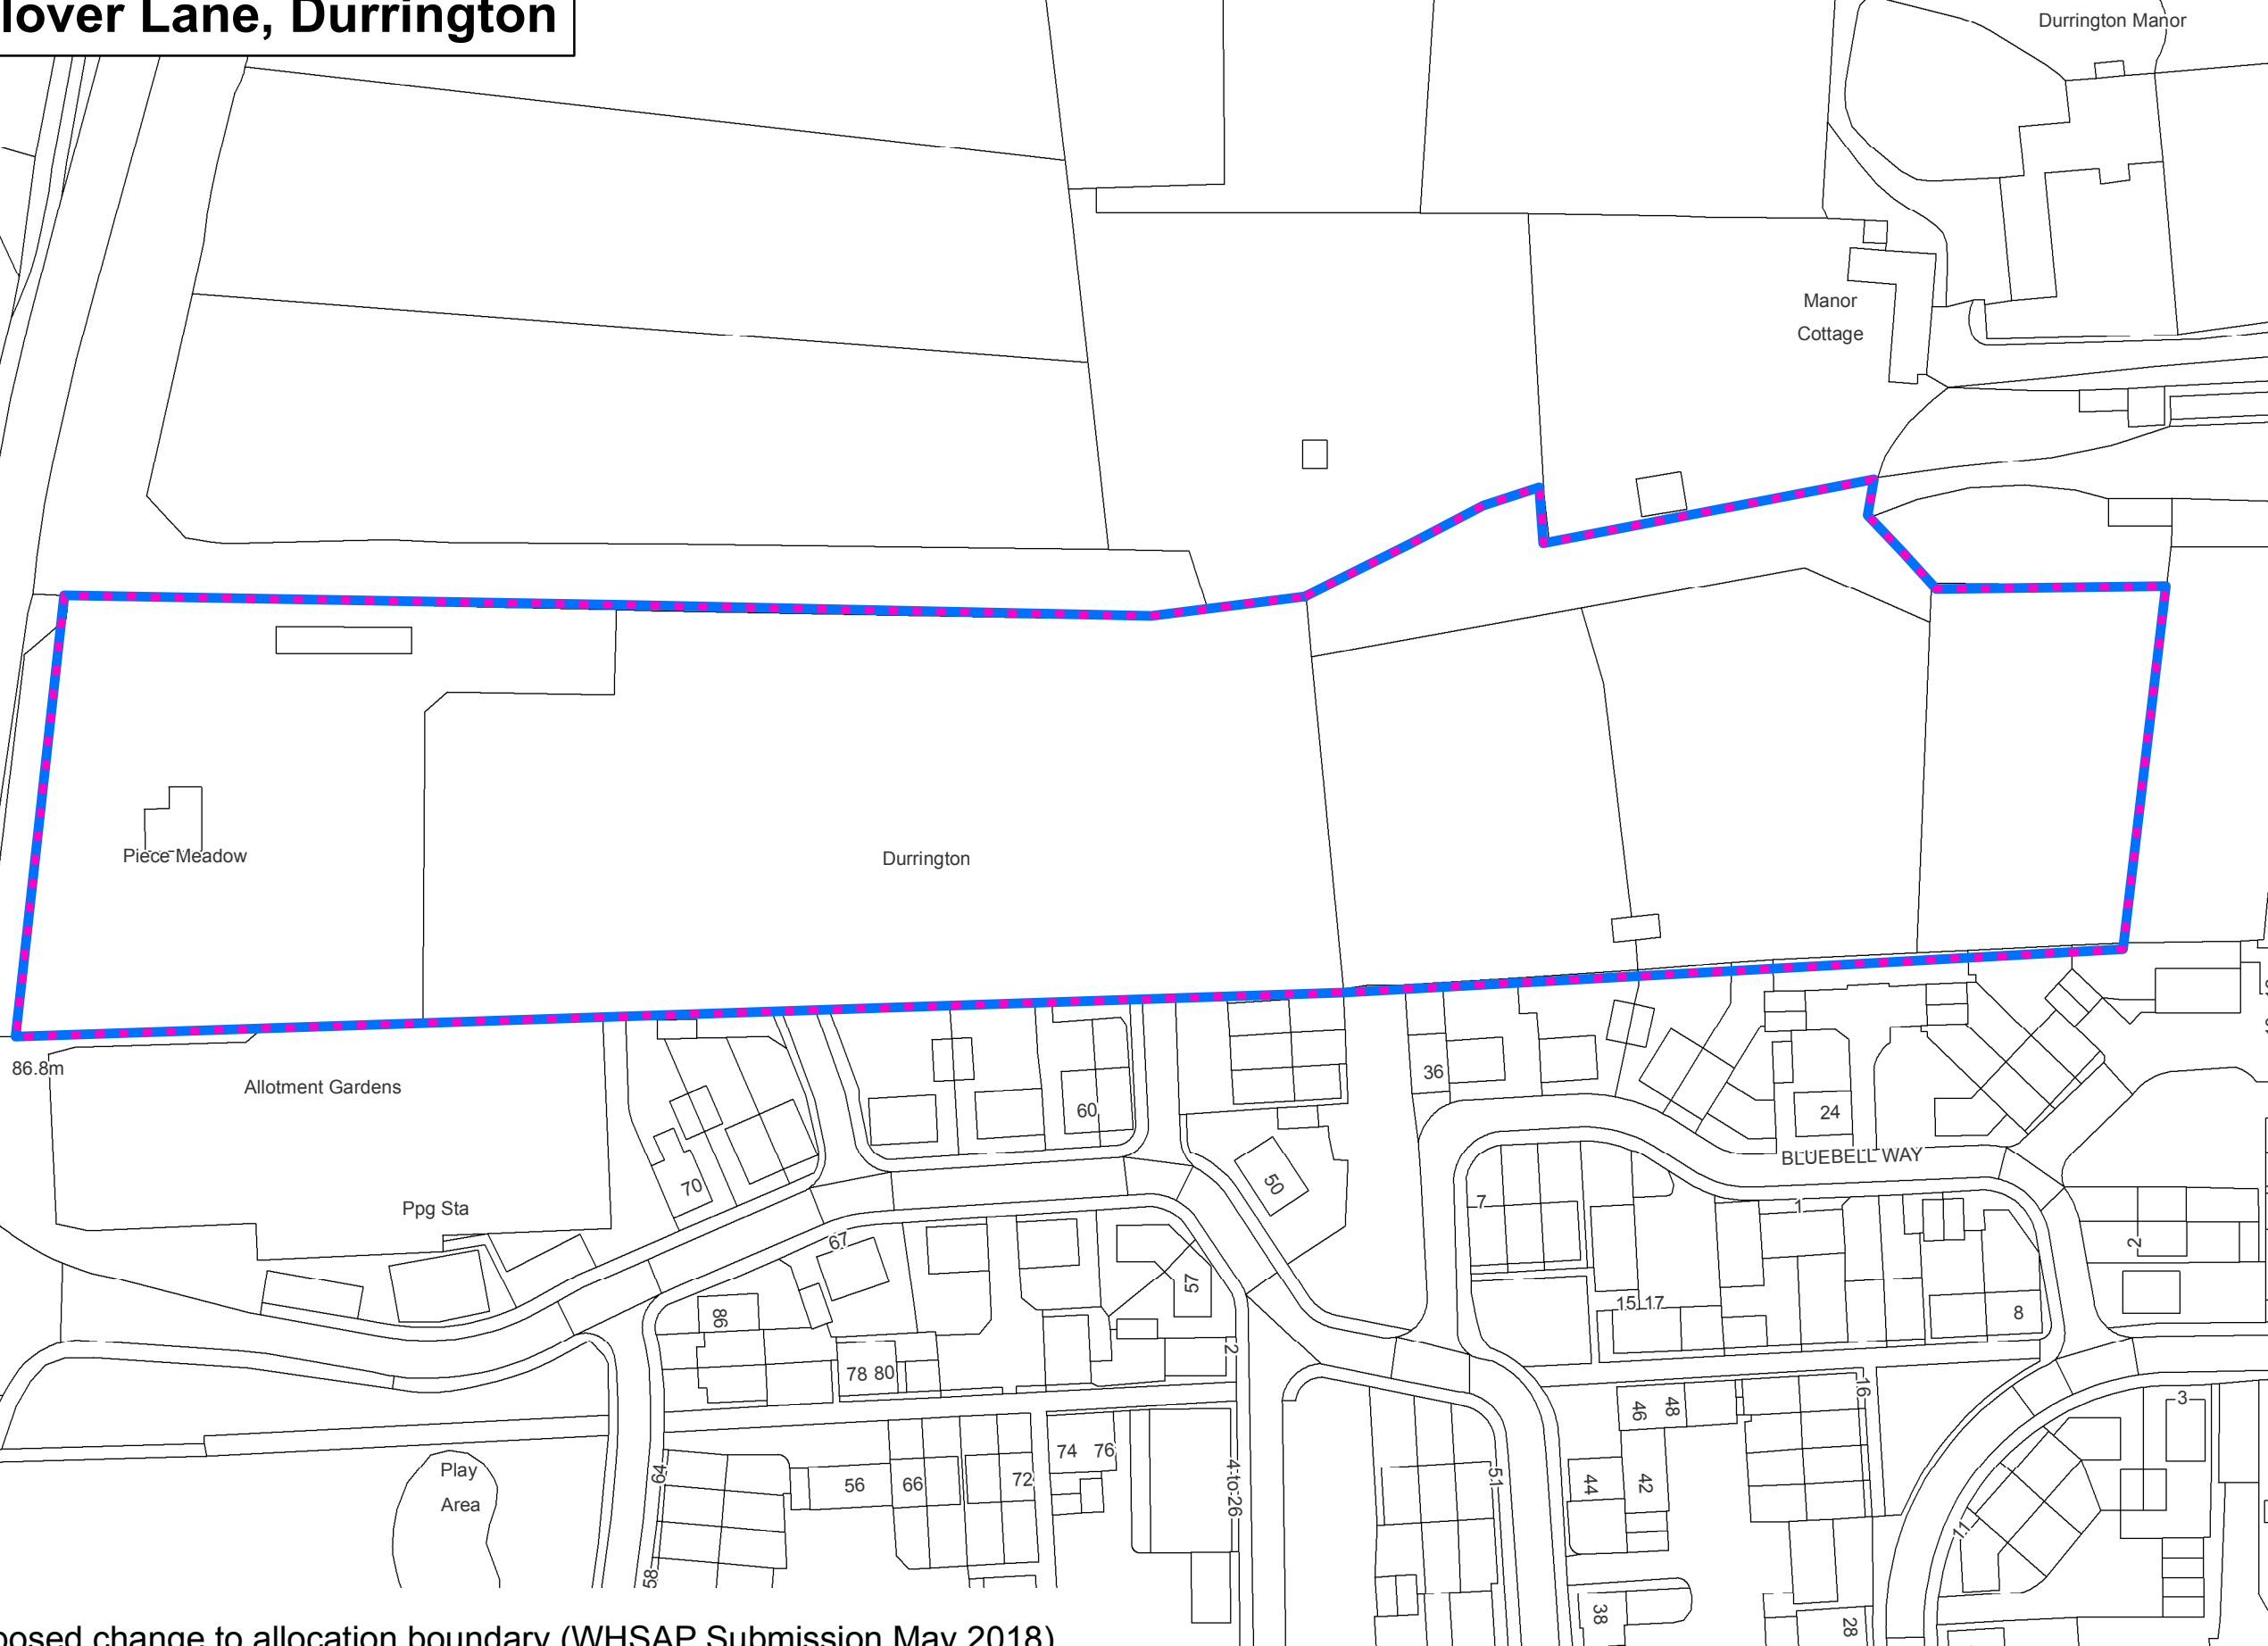 lover Lane, Durrington
Durrington Manor
Manor
Cottage
Piece Meadow
Durrington
86.8m
Allotment Gardens
36
60
24
BLUEBELL WAY
50
70
Ppg Sta
7
1
67
2
57
86
15 17
8
2
78 80
16
3
46
48
74 76
Play
Area
64
56
66
72
4 to 26
51
44
42
11
58
38
28
posed change to allocation boundary (WHSAP Submission May 2018)